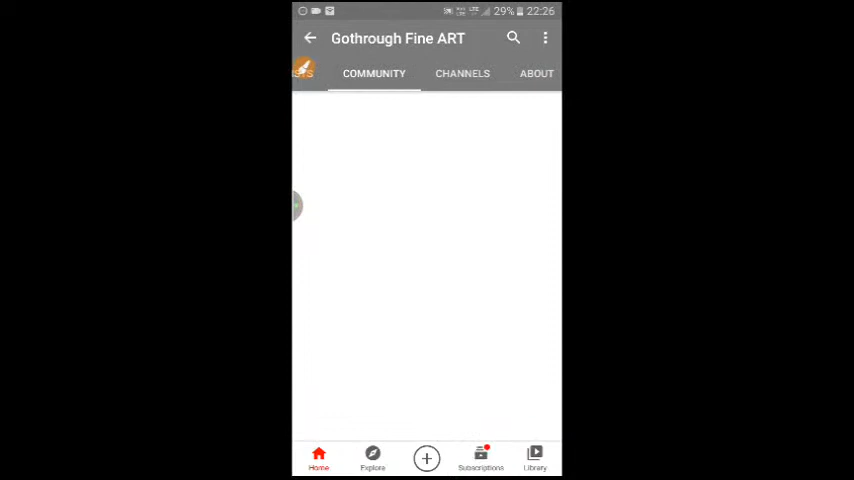 29% 22:26
Gothrough Fine ART
COMMUNITY CHANNELS ABOUT
Home Explore Subscriptions Library